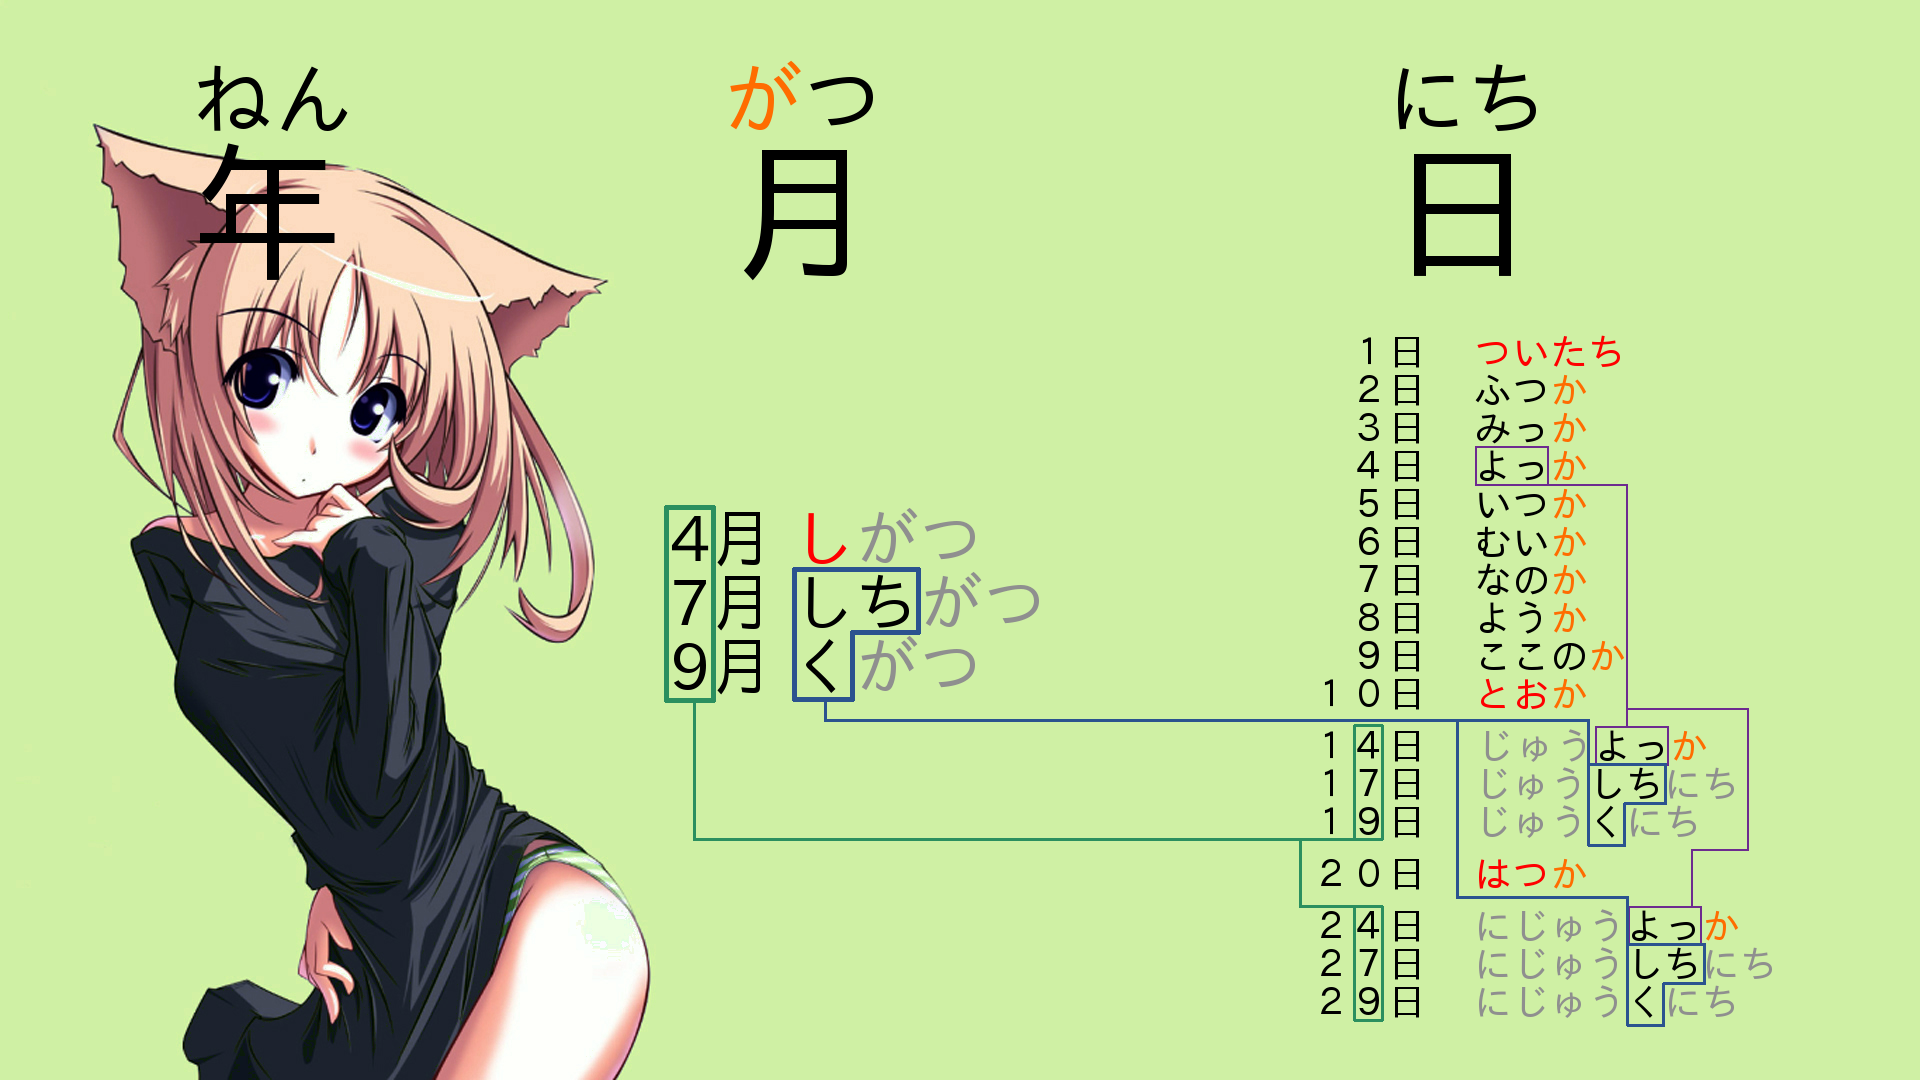 ねん がつ にち
年 月 日
1日 ついたち
2日 ふつか
3日 みっか
4日 よっか
5日 いつか
6日 むいか
7日 なのか
8日 ようか
9日 ここのか
10日 とおか
14日 じゅうよっか
17日 じゅうしちにち
19日 じゅうくにち
20日 はつか
24日 にじゅうよっか
27日 にじゅうしちにち
29日 にじゅうくにち
4月 しがつ
7月 しちがつ
9月 くがつ